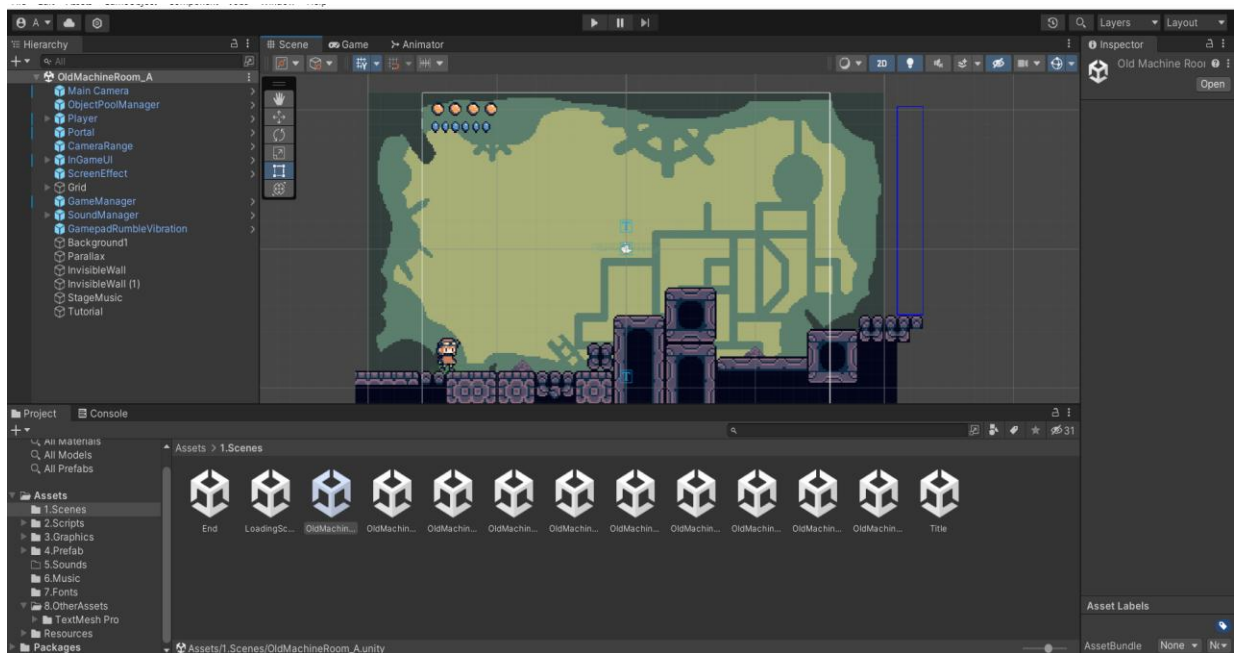 A
Layers
Layout
Hierarchy
Scene
Game
Animator
Inspector
All
2D
Old Machine Roo
Open
OldMachineRoom_A
Main Camera
ObjectPoolManager
Player
Portal
CameraRange
InGameUI
ScreenEffect
Grid
GameManager
SoundManager
GamepadRumbleVibration
Background1
Parallax
InvisibleWall
InvisibleWall (1)
StageMusic
Tutorial
T
T
Project
Console
31
All Materials
All Models
All Prefabs
Assets
1.Scenes
2.Scripts
3.Graphics
4.Prefab
5.Sounds
6.Music
7.Fonts
8.OtherAssets
TextMesh Pro
Resources
Packages
Assets > 1.Scenes
End
LoadingSc...
OldMachin...
OldMachin...
OldMachin...
OldMachin...
OldMachin...
OldMachin...
OldMachin...
OldMachin...
OldMachin...
OldMachin...
Title
Assets/1.Scenes/OldMachineRoom_A.unity
Asset Labels
AssetBundle
None